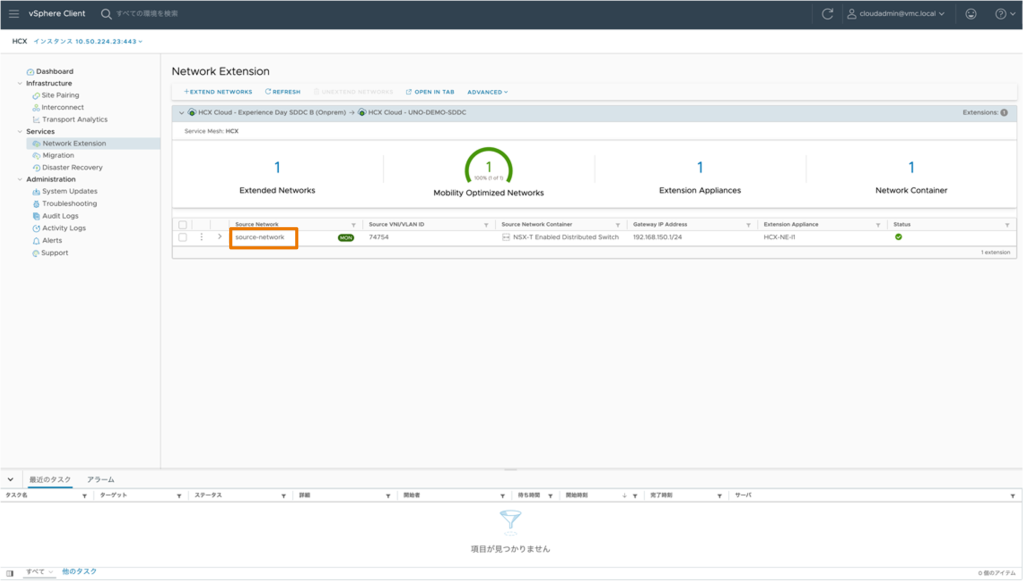 vSphere Client すべての環境を検索 cloudadmin@vmc.local
HCX インスタンス 10.50.224.23:443
Dashboard
Infrastructure
Site Pairing
Interconnect
Transport Analytics
Services
Network Extension
Migration
Disaster Recovery
Administration
System Updates
Troubleshooting
Audit Logs
Activity Logs
Alerts
Support
Network Extension
EXTEND NETWORKS REFRESH UNEXTEND NETWORKS OPEN IN TAB ADVANCED
HCX Cloud - Experience Day SDDC B (Onprem) → HCX Cloud - UNO-DEMO-SDDC Extensions: 1
Service Mesh: HCX
1 1 1 1
100% (1 of 1)
Extended Networks Mobility Optimized Networks Extension Appliances Network Container
Source Network Source VNI/VLAN ID Source Network Container Gateway IP Address Extension Appliance Status
source-network MON 74754 NSX-T Enabled Distributed Switch 192.168.150.1/24 HCX-NE-I1
1 extension
最近のタスク アラーム
タスク名 ターゲット ステータス 詳細 開始者 待ち時間 開始時刻 完了時刻 サーバ
項目が見つかりません
すべて 他のタスク 0 個のアイテム